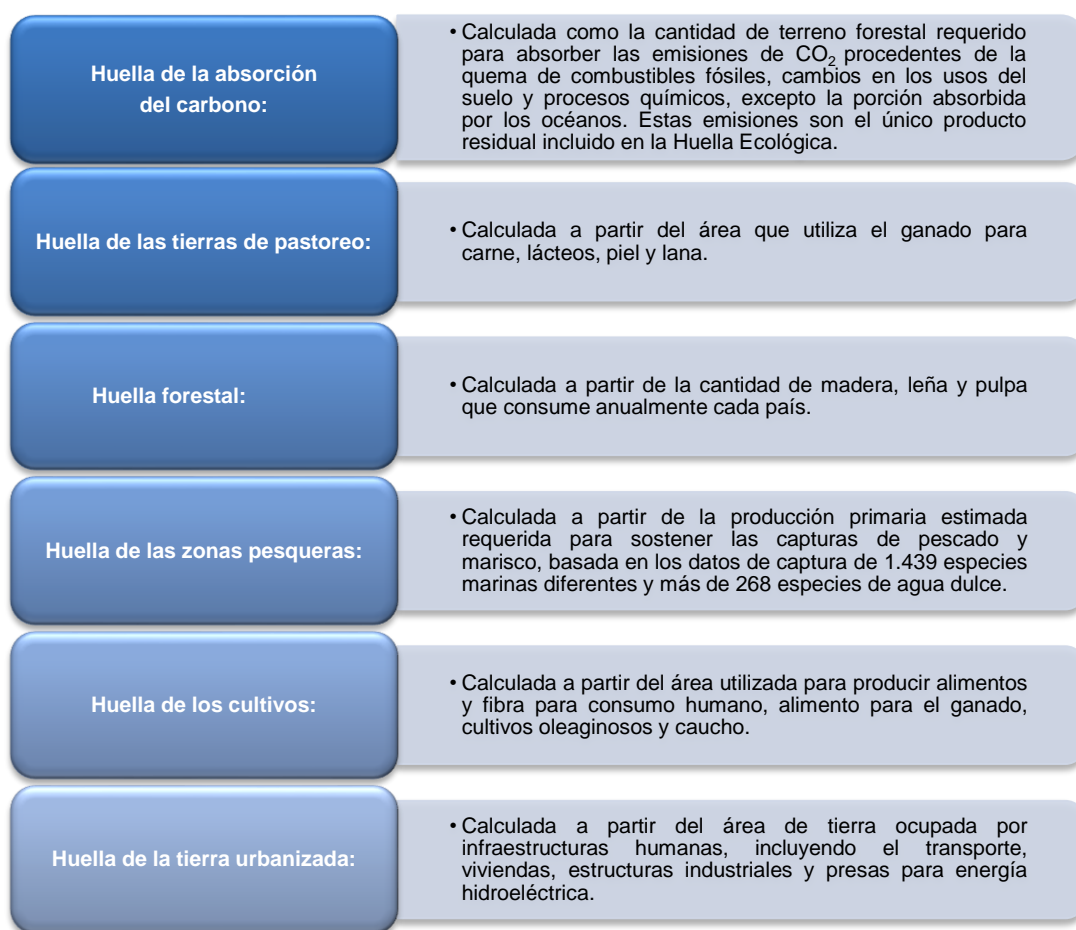 Huella de la absorción
del carbono:
• Calculada como la cantidad de terreno forestal requerido
para absorber las emisiones de CO₂ procedentes de la
quema de combustibles fósiles, cambios en los usos del
suelo y procesos químicos, excepto la porción absorbida
por los océanos. Estas emisiones son el único producto
residual incluido en la Huella Ecológica.
Huella de las tierras de pastoreo:
• Calculada a partir del área que utiliza el ganado para
carne, lácteos, piel y lana.
Huella forestal:
• Calculada a partir de la cantidad de madera, leña y pulpa
que consume anualmente cada país.
Huella de las zonas pesqueras:
• Calculada a partir de la producción primaria estimada
requerida para sostener las capturas de pescado y
marisco, basada en los datos de captura de 1.439 especies
marinas diferentes y más de 268 especies de agua dulce.
Huella de los cultivos:
• Calculada a partir del área utilizada para producir alimentos
y fibra para consumo humano, alimento para el ganado,
cultivos oleaginosos y caucho.
Huella de la tierra urbanizada:
• Calculada a partir del área de tierra ocupada por
infraestructuras humanas, incluyendo el transporte,
viviendas, estructuras industriales y presas para energía
hidroeléctrica.